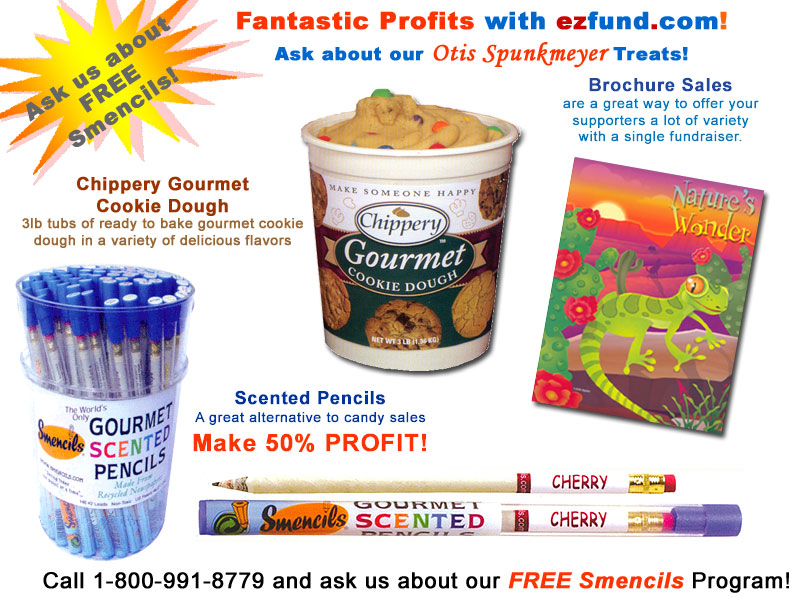 Fantastic Profits with ezfund.com!
Ask about our Otis Spunkmeyer Treats!
Ask us about
FREE
Smencils!
Brochure Sales
are a great way to offer your
supporters a lot of variety
with a single fundraiser.
Chippery Gourmet
Cookie Dough
3lb tubs of ready to bake gourmet cookie
dough in a variety of delicious flavors
MAKE SOMEONE HAPPY
Chippery
Gourmet™
COOKIE DOUGH
NET WT 3 LB (1.36 KG)
Nature's
Wonder
The World's
Only
Smencils
GOURMET
SCENTED
PENCILS
Made From
Recycled Newspaper
Scented Pencils
A great alternative to candy sales
Make 50% PROFIT!
CHERRY
Smencils
GOURMET
SCENTED
PENCILS
CHERRY
Call 1-800-991-8779 and ask us about our FREE Smencils Program!